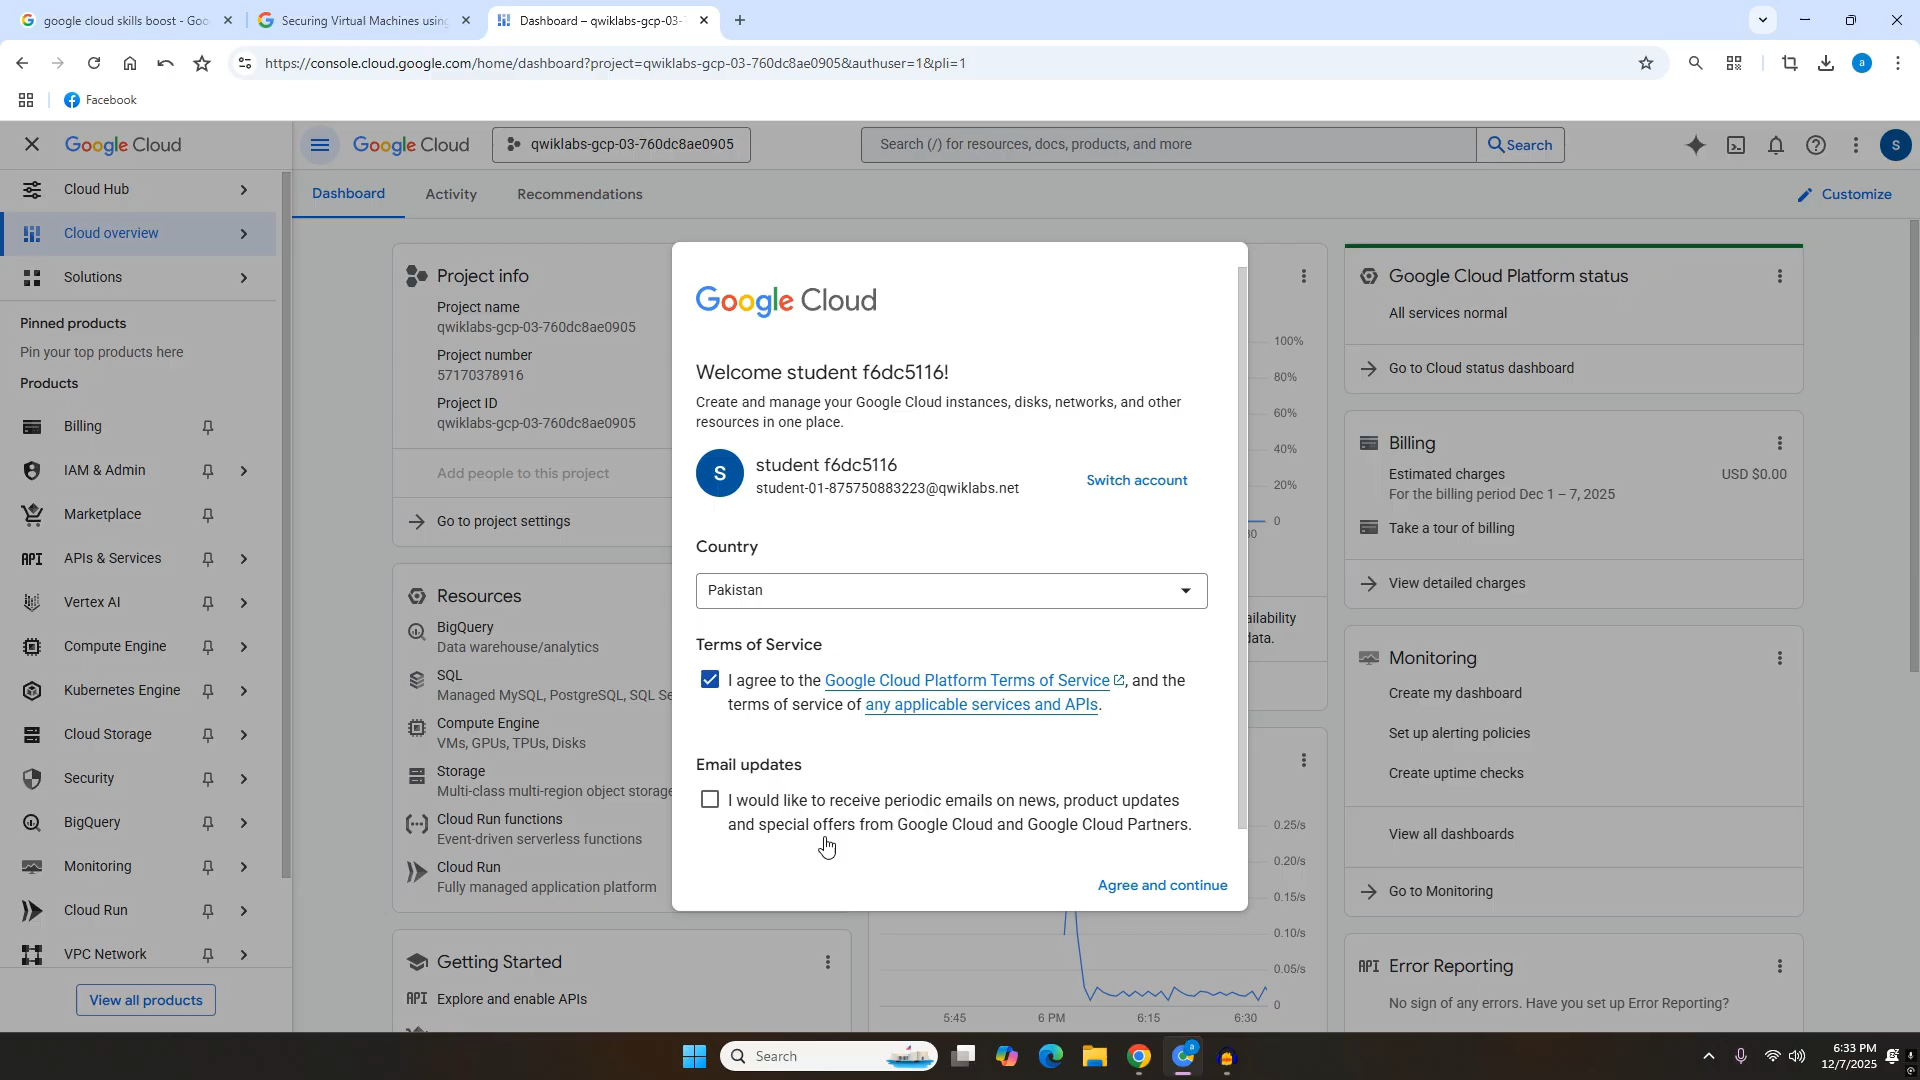 google cloud skills boost - Goo
Securing Virtual Machines using
Dashboard – qwiklabs-gcp-03-
https://console.cloud.google.com/home/dashboard?project=qwiklabs-gcp-03-760dc8ae0905&authuser=1&pli=1
a
Facebook
Google Cloud
Cloud Hub
Cloud overview
Solutions
Pinned products
Pin your top products here
Products
Billing
IAM & Admin
Marketplace
API
APIs & Services
Vertex AI
Compute Engine
Kubernetes Engine
Cloud Storage
Security
BigQuery
Monitoring
Cloud Run
VPC Network
View all products
Google Cloud
qwiklabs-gcp-03-760dc8ae0905
Search (/) for resources, docs, products, and more
Search
S
Dashboard
Activity
Recommendations
Customize
Project info
Project name
qwiklabs-gcp-03-760dc8ae0905
Project number
57170378916
Project ID
qwiklabs-gcp-03-760dc8ae0905
Add people to this project
Go to project settings
Resources
BigQuery
Data warehouse/analytics
SQL
Managed MySQL, PostgreSQL, SQL Se
Compute Engine
VMs, GPUs, TPUs, Disks
Storage
Multi-class multi-region object storage
Cloud Run functions
Event-driven serverless functions
Cloud Run
Fully managed application platform
Getting Started
API
Explore and enable APIs
Google Cloud
Welcome student f6dc5116!
Create and manage your Google Cloud instances, disks, networks, and other
resources in one place.
S
student f6dc5116
student-01-875750883223@qwiklabs.net
Switch account
Country
Pakistan
Terms of Service
I agree to the Google Cloud Platform Terms of Service, and the
terms of service of any applicable services and APIs.
Email updates
I would like to receive periodic emails on news, product updates
and special offers from Google Cloud and Google Cloud Partners.
Agree and continue
100%
80%
60%
40%
20%
0
30
ailability
data.
0.25/s
0.20/s
0.15/s
0.10/s
0.05/s
0
5:45
6 PM
6:15
6:30
Google Cloud Platform status
All services normal
Go to Cloud status dashboard
Billing
Estimated charges
USD $0.00
For the billing period Dec 1 – 7, 2025
Take a tour of billing
View detailed charges
Monitoring
Create my dashboard
Set up alerting policies
Create uptime checks
View all dashboards
Go to Monitoring
API
Error Reporting
No sign of any errors. Have you set up Error Reporting?
Search
a
6:33 PM
12/7/2025